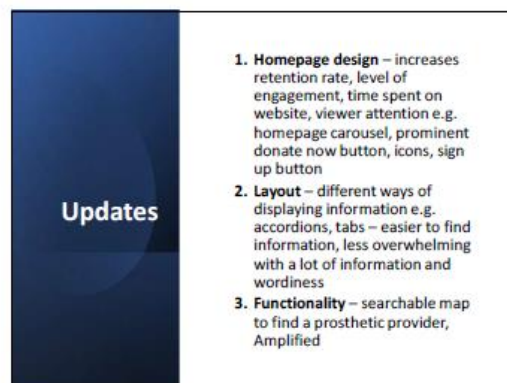 Updates
1. Homepage design – increases
retention rate, level of
engagement, time spent on
website, viewer attention e.g.
homepage carousel, prominent
donate now button, icons, sign
up button
2. Layout – different ways of
displaying information e.g.
accordions, tabs – easier to find
information, less overwhelming
with a lot of information and
wordiness
3. Functionality – searchable map
to find a prosthetic provider,
Amplified